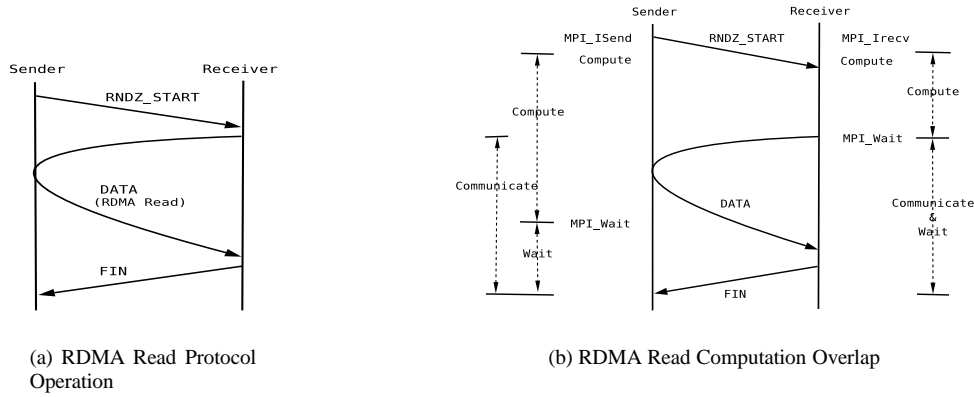 Sender
Receiver
RNDZ_START
DATA
(RDMA Read)
FIN
(a) RDMA Read Protocol
Operation
Sender
Receiver
MPI_ISend
RNDZ_START
MPI_Irecv
Compute
Compute
Compute
Compute
MPI_Wait
Communicate
DATA
Communicate
&
Wait
MPI_Wait
Wait
FIN
(b) RDMA Read Computation Overlap